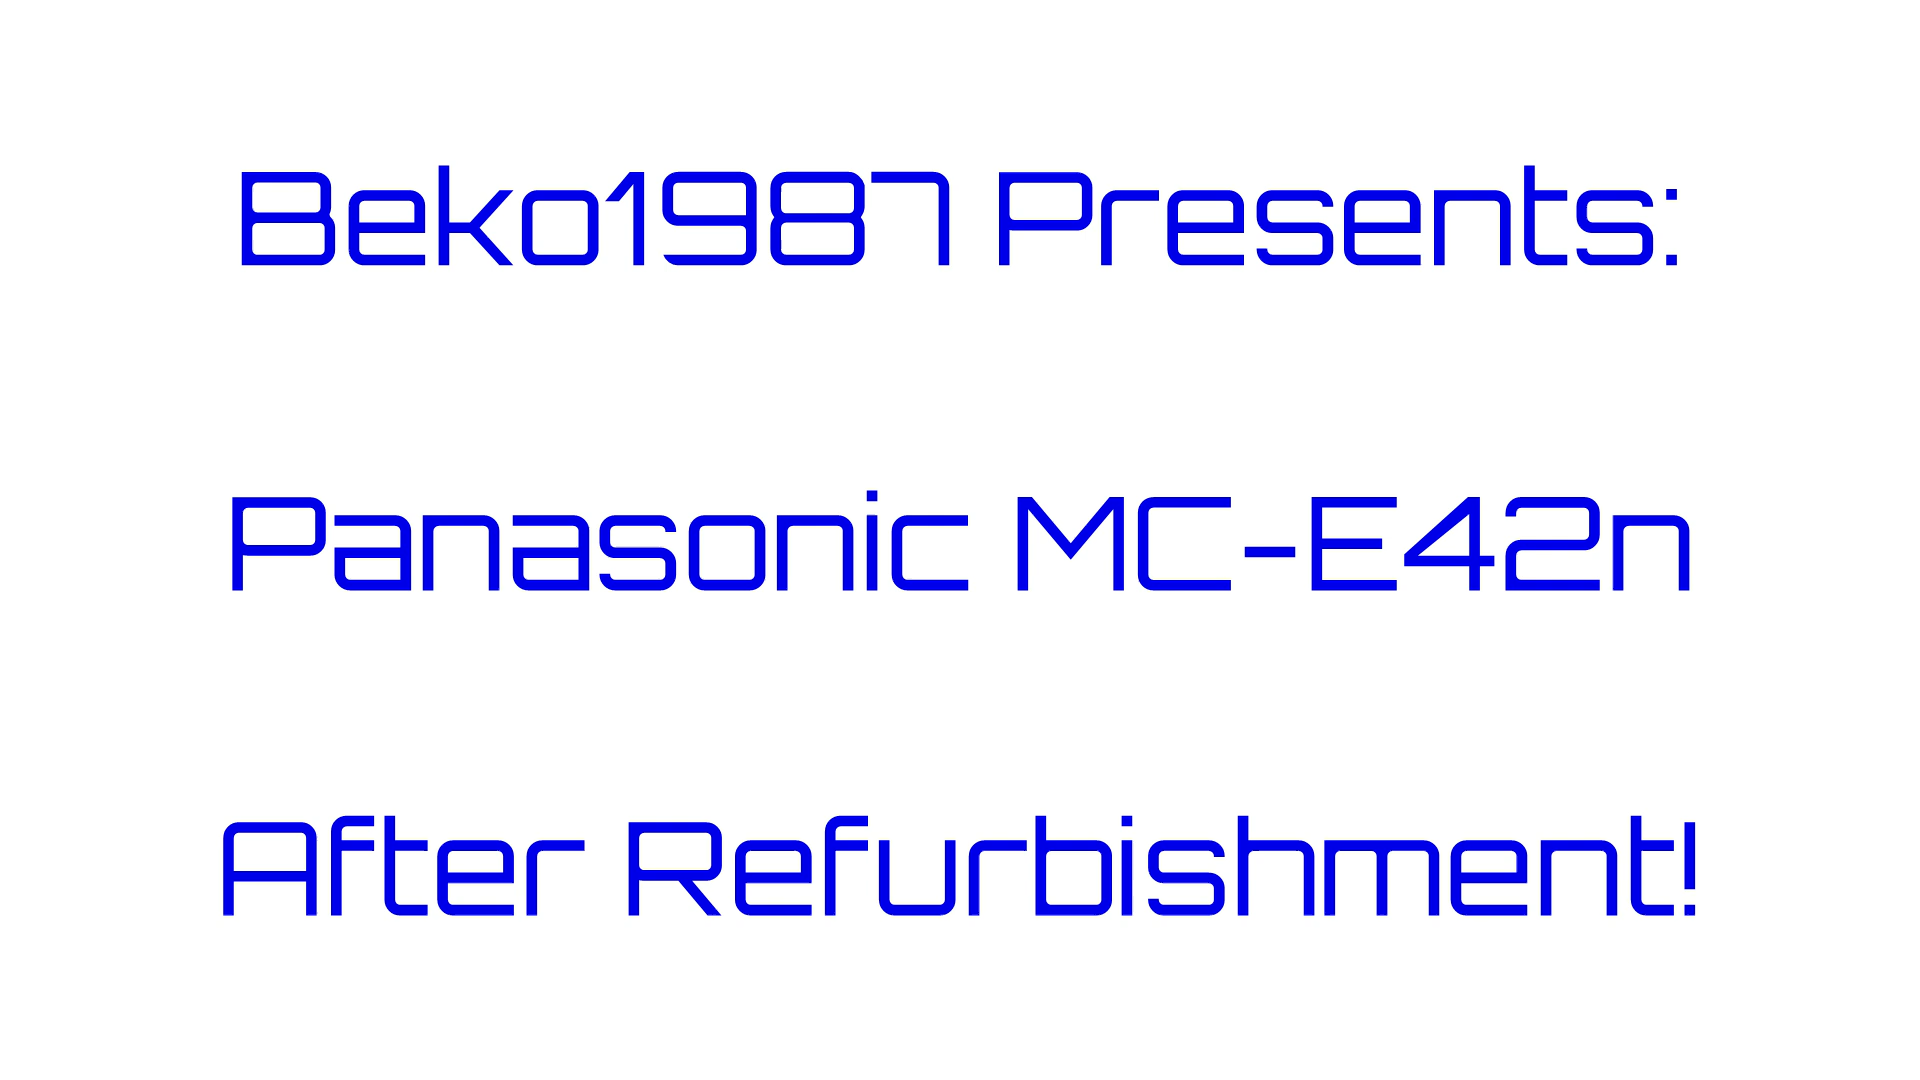 Beko1987 Presents:
Panasonic MC-E42n
After Refurbishment!